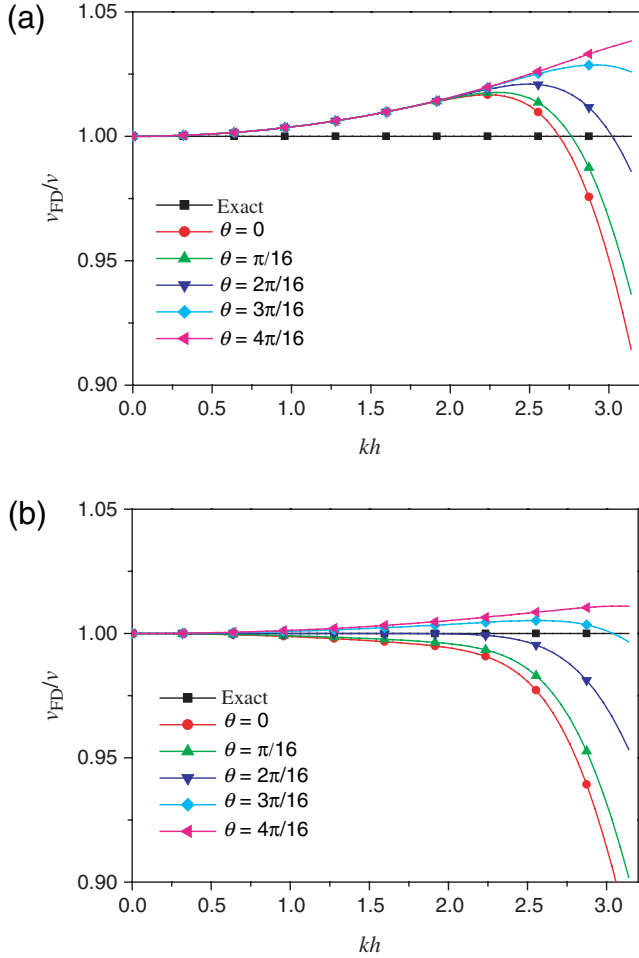 (a)
1.05
1.00
0.95
0.90
v_FD/v
Exact
θ = 0
θ = π/16
θ = 2π/16
θ = 3π/16
θ = 4π/16
0.0 0.5 1.0 1.5 2.0 2.5 3.0
kh
(b)
1.05
1.00
0.95
0.90
v_FD/v
Exact
θ = 0
θ = π/16
θ = 2π/16
θ = 3π/16
θ = 4π/16
0.0 0.5 1.0 1.5 2.0 2.5 3.0
kh